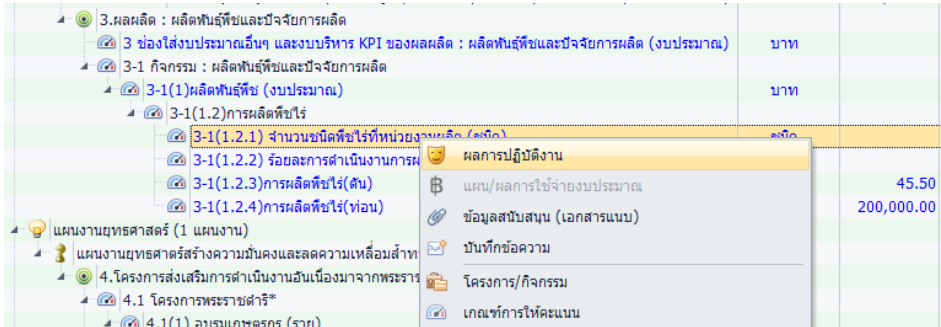 3.ผลผลิต : ผลิตพันธุ์พืชและปัจจัยการผลิต
3 ช่องใส่งบประมาณอื่นๆ และงบบริหาร KPI ของผลผลิต : ผลิตพันธุ์พืชและปัจจัยการผลิต (งบประมาณ) บาท
3-1 กิจกรรม : ผลิตพันธุ์พืชและปัจจัยการผลิต
3-1(1)ผลิตพันธุ์พืช (งบประมาณ) บาท
3-1(1.2)การผลิตพืชไร่
3-1(1.2.1) จำนวนชนิดพืชไร่ที่หน่วยงานผลิต (ชนิด) ชนิด
3-1(1.2.2) ร้อยละการดำเนินงานการผ
3-1(1.2.3)การผลิตพืชไร่(ตัน) 45.50
3-1(1.2.4)การผลิตพืชไร่(ท่อน) 200,000.00
ผลการปฏิบัติงาน
แผน/ผลการใช้จ่ายงบประมาณ
ข้อมูลสนับสนุน (เอกสารแนบ)
บันทึกข้อความ
โครงการ/กิจกรรม
เกณฑ์การให้คะแนน
แผนงานยุทธศาสตร์ (1 แผนงาน)
แผนงานยุทธศาตร์สร้างความมั่นคงและลดความเหลื่อมล้ำท
4.โครงการส่งเสริมการดำเนินงานอันเนื่องมาจากพระรา
4.1 โครงการพระราชดำริ*
4.1(1) อบรมเกษตรกร (ราย)